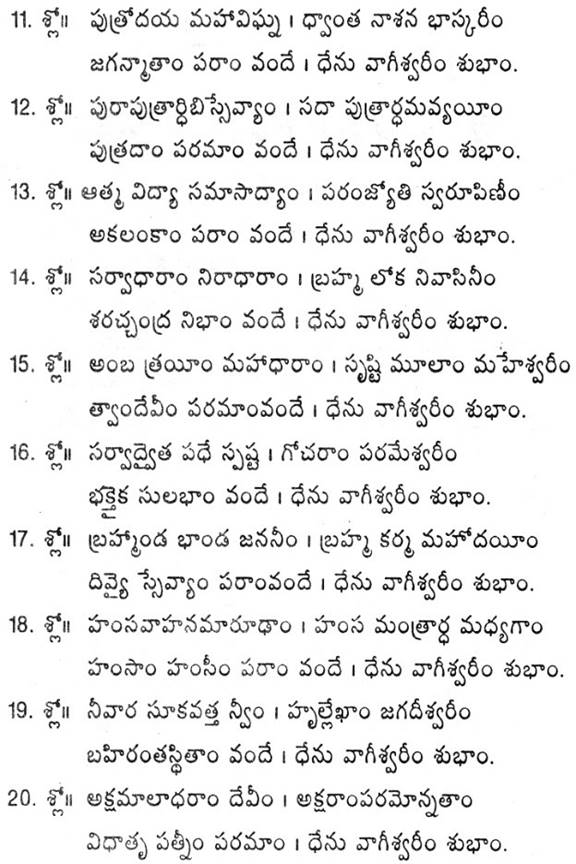 11. శ్లో॥ పుత్రోదయ మహావిఘ్న । ధ్వాంత నాశన భాస్కరీం
జగన్మాతాం పరాం వందే । ధేను వాగీశ్వరీం శుభాం.
12. శ్లో॥ పురాపుత్రార్థిబిస్సేవ్యాం । సదా పుత్రార్ధమవ్యయీం
పుత్రదాం పరమాం వందే । ధేను వాగీశ్వరీం శుభాం.
13. శ్లో॥ ఆత్మ విద్యా సమాసాద్యాం । పరంజ్యోతి స్వరూపిణీం
అకలంకాం పరాం వందే । ధేను వాగీశ్వరీం శుభాం.
14. శ్లో॥ సర్వాధారాం నిరాధారాం । బ్రహ్మ లోక నివాసినీం
శరచ్చంద్ర నిభాం వందే । ధేను వాగీశ్వరీం శుభాం.
15. శ్లో॥ అంబ త్రయీం మహాధారాం । సృష్టి మూలాం మహేశ్వరీం
త్వాందేవీం పరమాంవందే । ధేను వాగీశ్వరీం శుభాం.
16. శ్లో॥ సర్వాద్వైత పధే స్పష్ట । గోచరాం పరమేశ్వరీం
భక్తైక సులభాం వందే । ధేను వాగీశ్వరీం శుభాం.
17. శ్లో॥ బ్రహ్మాండ భాండ జననీం । బ్రహ్మ కర్మ మహోదయీం
దివ్యై స్సేవ్యాం పరాంవందే । ధేను వాగీశ్వరీం శుభాం.
18. శ్లో॥ హంసవాహనమారూఢాం । హంస మంత్రార్ధ మధ్యగాం
హంసాం హంసీం పరాం వందే । ధేను వాగీశ్వరీం శుభాం.
19. శ్లో॥ నీవార సూకవత్త న్వీం । హృల్లేఖాం జగదీశ్వరీం
బహిరంతస్థితాం వందే । ధేను వాగీశ్వరీం శుభాం.
20. శ్లో॥ అక్షమాలాధరాం దేవీం । అక్షరాంపరమోన్నతాం
విధాతృ పత్నీం పరమాం । ధేను వాగీశ్వరీం శుభాం.